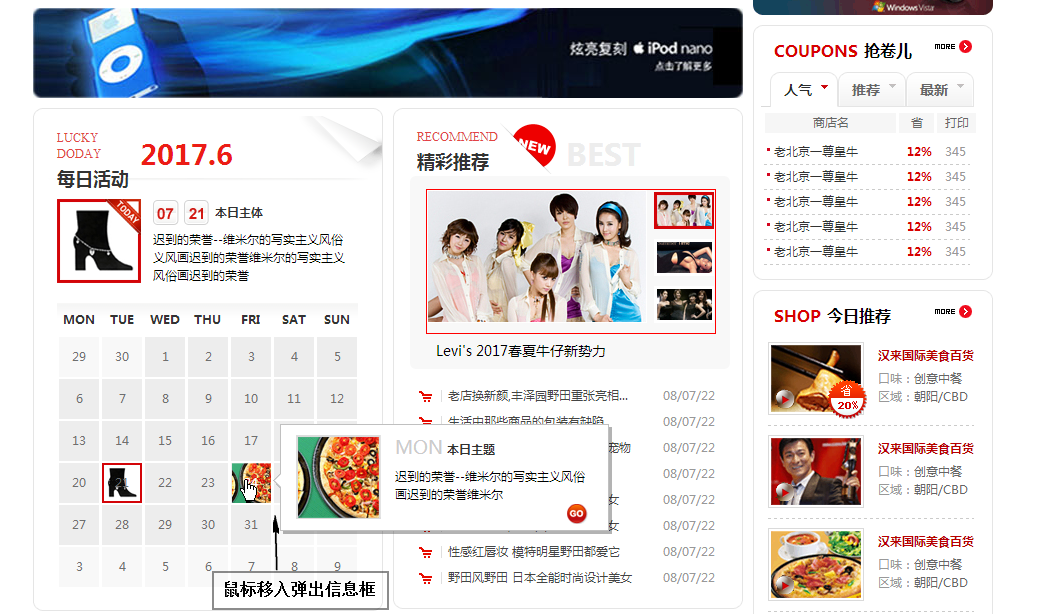 Windows Vista
炫亮复刻 iPod nano
点击了解更多
LUCKY
DODAY
2017.6
每日活动
TODAY
07 21 本日主体
迟到的荣誉--维米尔的写实主义风俗
义风画迟到的荣誉维米尔的写实主义
风俗画迟到的荣誉
MON TUE WED THU FRI SAT SUN
29 30 1 2 3 4 5
6 7 8 9 10 11 12
13 14 15 16 17
20 21 22 23
27 28 29 30 31
3 4 5 7 8 9
MON 本日主题
迟到的荣誉--维米尔的写实主义风俗
画迟到的荣誉维米尔
GO
鼠标移入弹出信息框
RECOMMEND
精彩推荐
NEW
BEST
Levi's 2017春夏牛仔新势力
老店换新颜,丰泽园野田重张亮相... 08/07/22
生活中那些商品的包装有缺陷 08/07/22
宠物 08/07/22
08/07/22
女 08/07/22
女 08/07/22
性感红唇妆 模特明星野田都爱它 08/07/22
野田风野田 日本全能时尚设计美女 08/07/22
COUPONS 抢卷儿
MORE
人气 推荐 最新
商店名 省 打印
老北京一尊皇牛 12% 345
老北京一尊皇牛 12% 345
老北京一尊皇牛 12% 345
老北京一尊皇牛 12% 345
老北京一尊皇牛 12% 345
SHOP 今日推荐
MORE
省
20%
汉来国际美食百货
口味：创意中餐
区域：朝阳/CBD
汉来国际美食百货
口味：创意中餐
区域：朝阳/CBD
汉来国际美食百货
口味：创意中餐
区域：朝阳/CBD